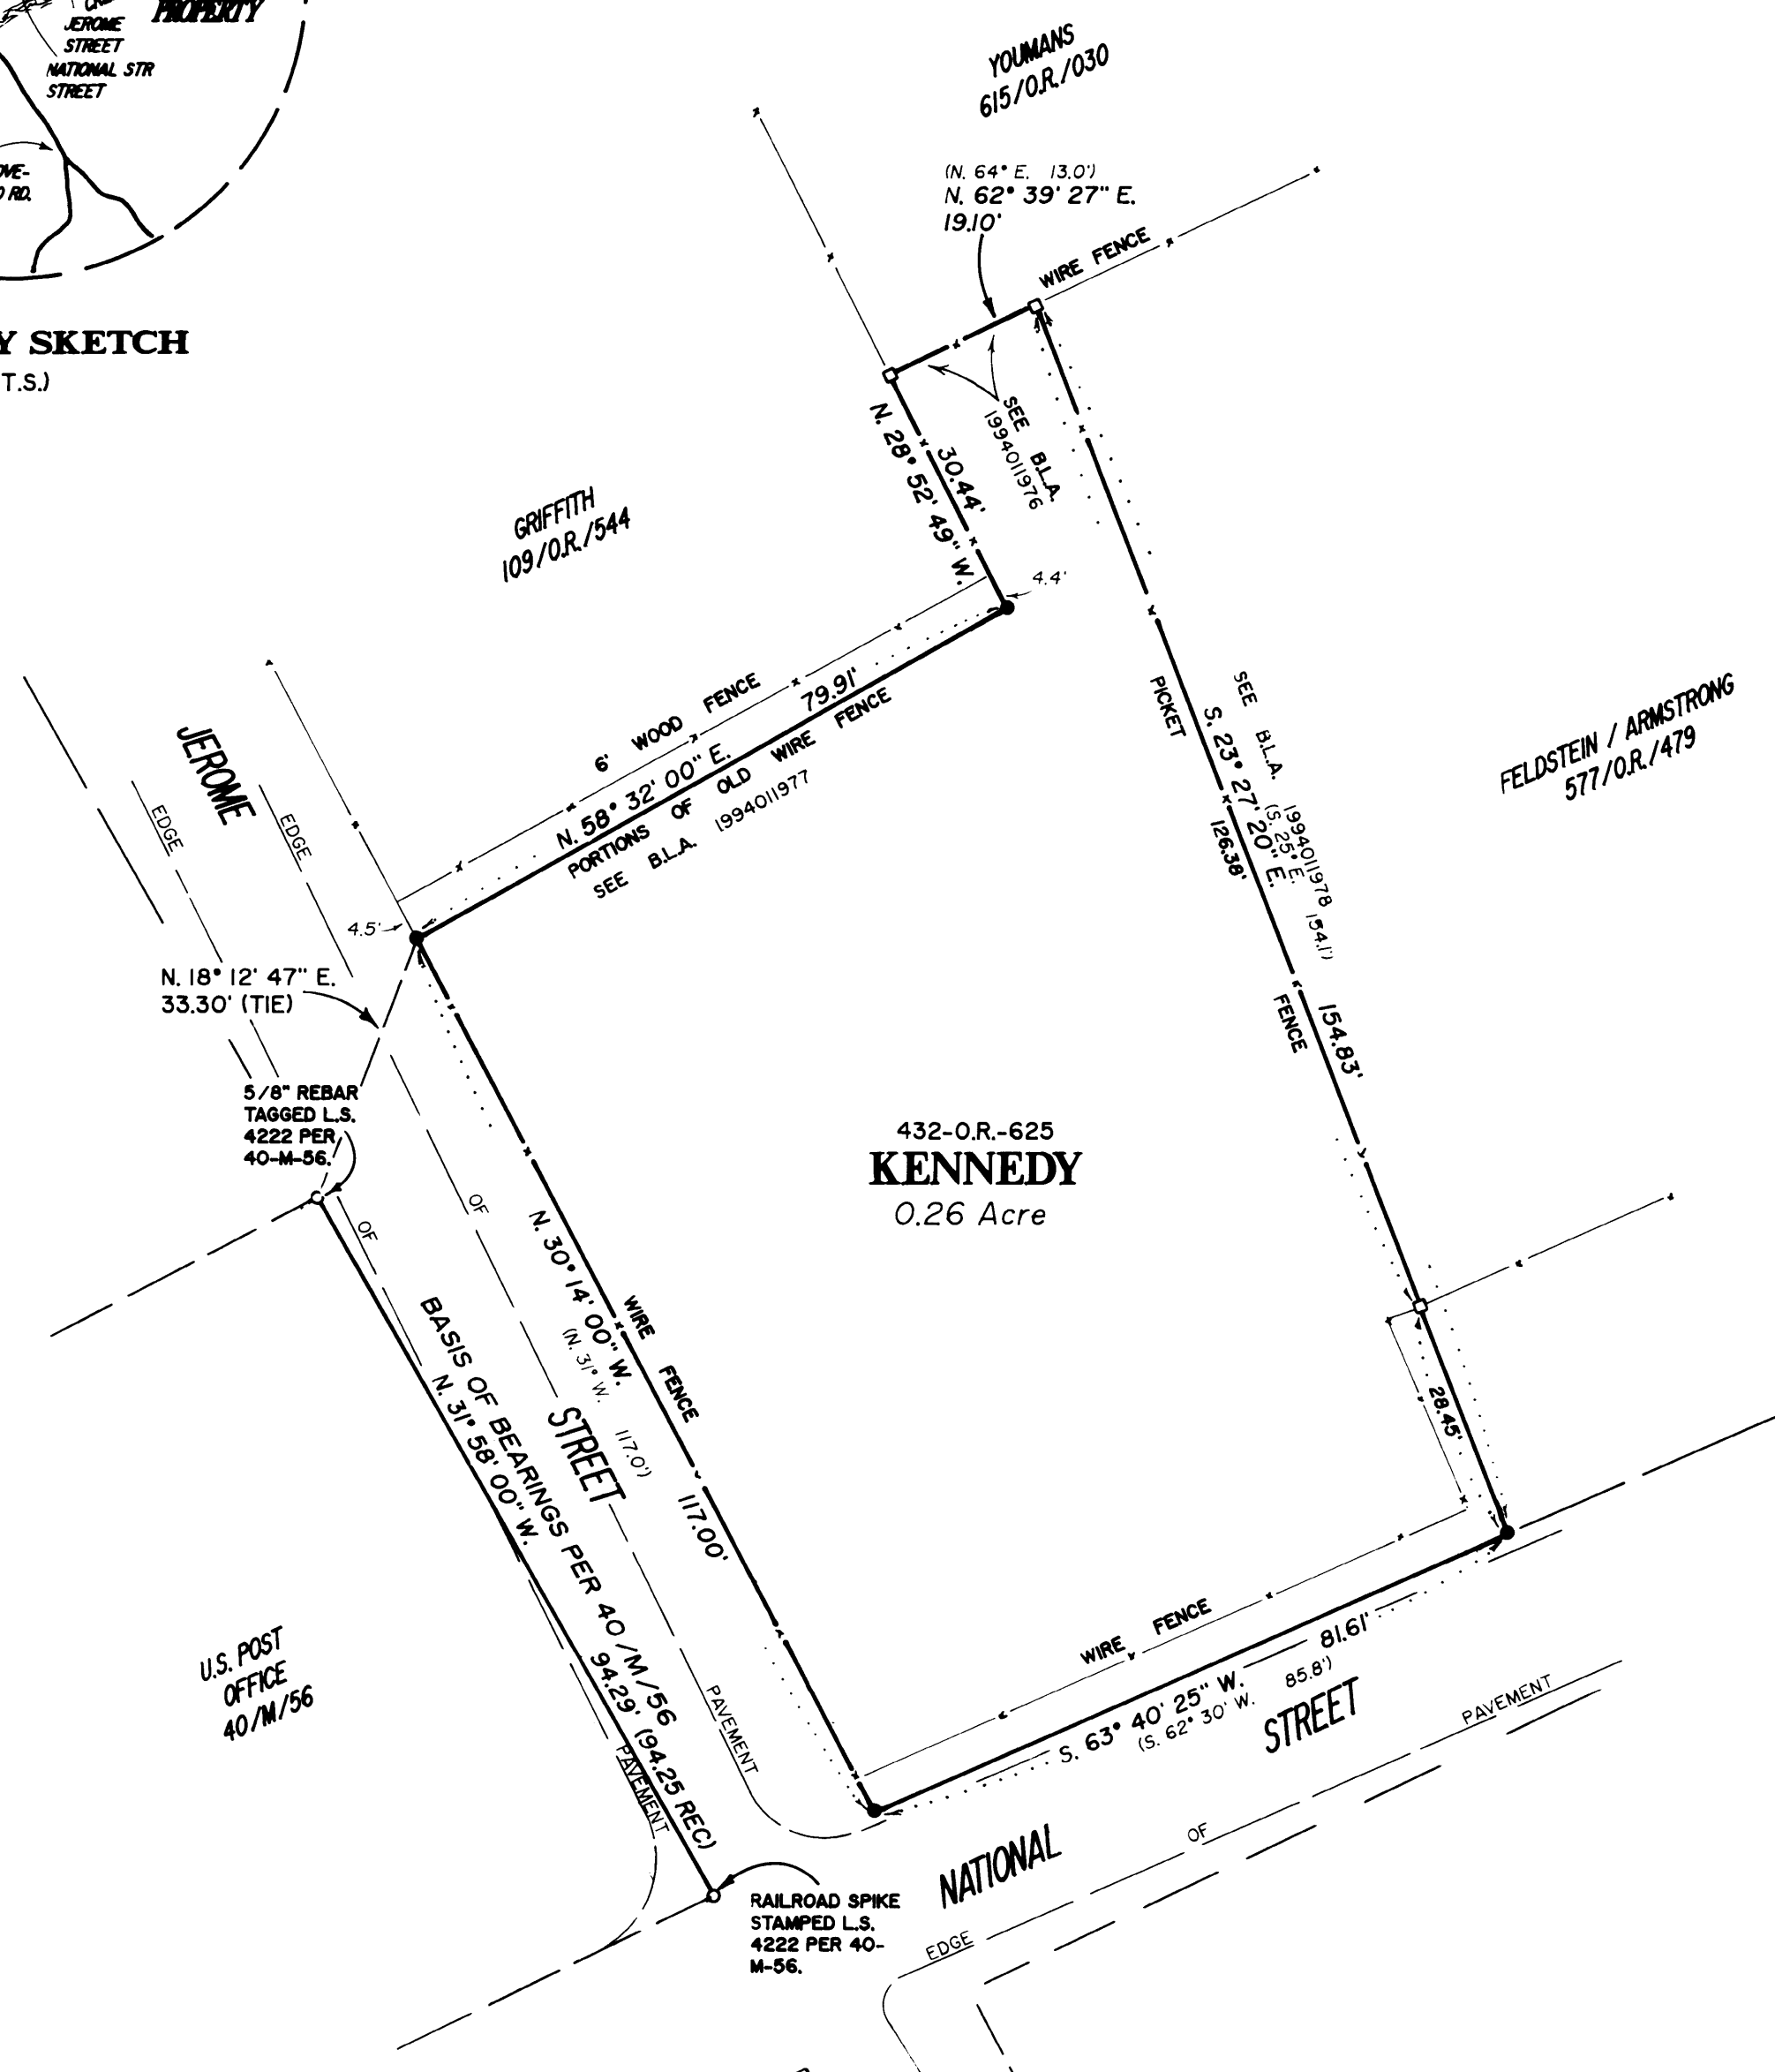 JEROME
STREET
PROPERTY
NATIONAL STR
STREET
Y SKETCH
T.S.)
YOUMANS
615/O.R./030
(N. 64° E. 13.0')
N. 62° 39' 27" E.
19.10'
WIRE FENCE
SEE B.L.A.
1994011976
30.44'
N. 28° 52' 49" W.
4.4'
GRIFFITH
109/O.R./544
6' WOOD FENCE
79.91'
N. 58° 32' 00" E.
PORTIONS OF OLD WIRE FENCE
SEE B.L.A. 1994011977
4.5'
PICKET FENCE
SEE B.L.A. 1994011978
S. 23° 27' 20" E. 154.83'
(S. 25° E. 154.1')
126.38'
28.45'
FELDSTEIN / ARMSTRONG
577/O.R./479
JEROME STREET
EDGE OF PAVEMENT
EDGE OF PAVEMENT
N. 18° 12' 47" E.
33.30' (TIE)
5/8" REBAR
TAGGED L.S.
4222 PER
40-M-56.
432-O.R.-625
KENNEDY
0.26 Acre
WIRE FENCE
N. 30° 14' 00" W. 117.00'
(N. 31° W. 117.0')
BASIS OF BEARINGS PER 40/M/56
N. 31° 58' 00" W. 94.29' (94.25 REC)
U.S. POST
OFFICE
40/M/56
WIRE FENCE
S. 63° 40' 25" W. 81.61'
(S. 62° 30' W. 85.8')
NATIONAL STREET
EDGE OF PAVEMENT
RAILROAD SPIKE
STAMPED L.S.
4222 PER 40-
M-56.